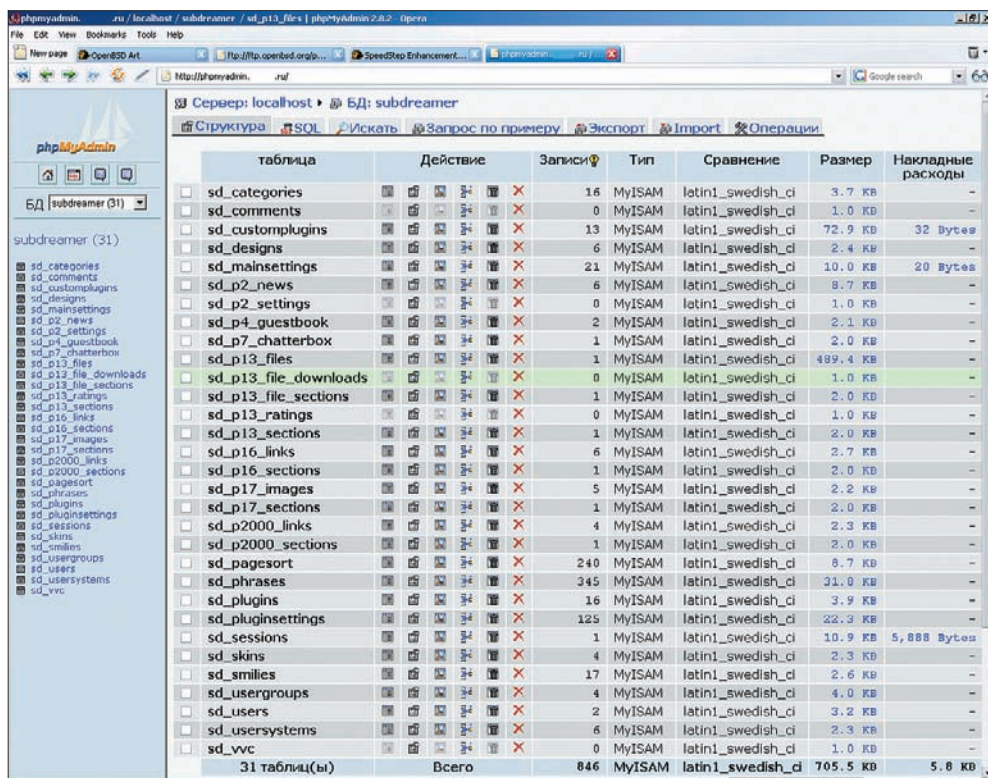 phpmyadmin. .ru / localhost / subdreamer / sd_p13_files | phpMyAdmin 2.8.2 - Opera
File Edit View Bookmarks Tools Help
New page OpenBSD Art ftp://ftp.openbsd.org/p... SpeedStep Enhancement... phpmyadmin. .ru / ...
http://phpmyadmin. .ru/ Google search
phpMyAdmin
БД subdreamer (31)
subdreamer (31)
sd_categories
sd_comments
sd_customplugins
sd_designs
sd_mainsettings
sd_p2_news
sd_p2_settings
sd_p4_guestbook
sd_p7_chatterbox
sd_p13_files
sd_p13_file_downloads
sd_p13_file_sections
sd_p13_ratings
sd_p13_sections
sd_p16_links
sd_p16_sections
sd_p17_images
sd_p17_sections
sd_p2000_links
sd_p2000_sections
sd_pagesort
sd_phrases
sd_plugins
sd_pluginsettings
sd_sessions
sd_skins
sd_smilies
sd_usergroups
sd_users
sd_usersystems
sd_vvc
Сервер: localhost БД: subdreamer
Структура SQL Искать Запрос по примеру Экспорт Import Операции
таблица Действие Записи Тип Сравнение Размер Накладные расходы
sd_categories 16 MyISAM latin1_swedish_ci 3.7 KB -
sd_comments 0 MyISAM latin1_swedish_ci 1.0 KB -
sd_customplugins 13 MyISAM latin1_swedish_ci 72.9 KB 32 Bytes
sd_designs 6 MyISAM latin1_swedish_ci 2.4 KB -
sd_mainsettings 21 MyISAM latin1_swedish_ci 10.0 KB 20 Bytes
sd_p2_news 6 MyISAM latin1_swedish_ci 8.7 KB -
sd_p2_settings 0 MyISAM latin1_swedish_ci 1.0 KB -
sd_p4_guestbook 2 MyISAM latin1_swedish_ci 2.1 KB -
sd_p7_chatterbox 1 MyISAM latin1_swedish_ci 2.0 KB -
sd_p13_files 1 MyISAM latin1_swedish_ci 489.4 KB -
sd_p13_file_downloads 0 MyISAM latin1_swedish_ci 1.0 KB -
sd_p13_file_sections 1 MyISAM latin1_swedish_ci 2.0 KB -
sd_p13_ratings 0 MyISAM latin1_swedish_ci 1.0 KB -
sd_p13_sections 1 MyISAM latin1_swedish_ci 2.0 KB -
sd_p16_links 6 MyISAM latin1_swedish_ci 2.7 KB -
sd_p16_sections 1 MyISAM latin1_swedish_ci 2.0 KB -
sd_p17_images 5 MyISAM latin1_swedish_ci 2.2 KB -
sd_p17_sections 1 MyISAM latin1_swedish_ci 2.0 KB -
sd_p2000_links 4 MyISAM latin1_swedish_ci 2.3 KB -
sd_p2000_sections 1 MyISAM latin1_swedish_ci 2.0 KB -
sd_pagesort 240 MyISAM latin1_swedish_ci 8.7 KB -
sd_phrases 345 MyISAM latin1_swedish_ci 31.8 KB -
sd_plugins 16 MyISAM latin1_swedish_ci 3.9 KB -
sd_pluginsettings 125 MyISAM latin1_swedish_ci 22.3 KB -
sd_sessions 1 MyISAM latin1_swedish_ci 10.9 KB 5,888 Bytes
sd_skins 4 MyISAM latin1_swedish_ci 2.3 KB -
sd_smilies 17 MyISAM latin1_swedish_ci 2.6 KB -
sd_usergroups 4 MyISAM latin1_swedish_ci 4.0 KB -
sd_users 2 MyISAM latin1_swedish_ci 3.2 KB -
sd_usersystems 6 MyISAM latin1_swedish_ci 2.3 KB -
sd_vvc 0 MyISAM latin1_swedish_ci 1.0 KB -
31 таблиц(ы) Всего 846 MyISAM latin1_swedish_ci 705.5 KB 5.8 KB